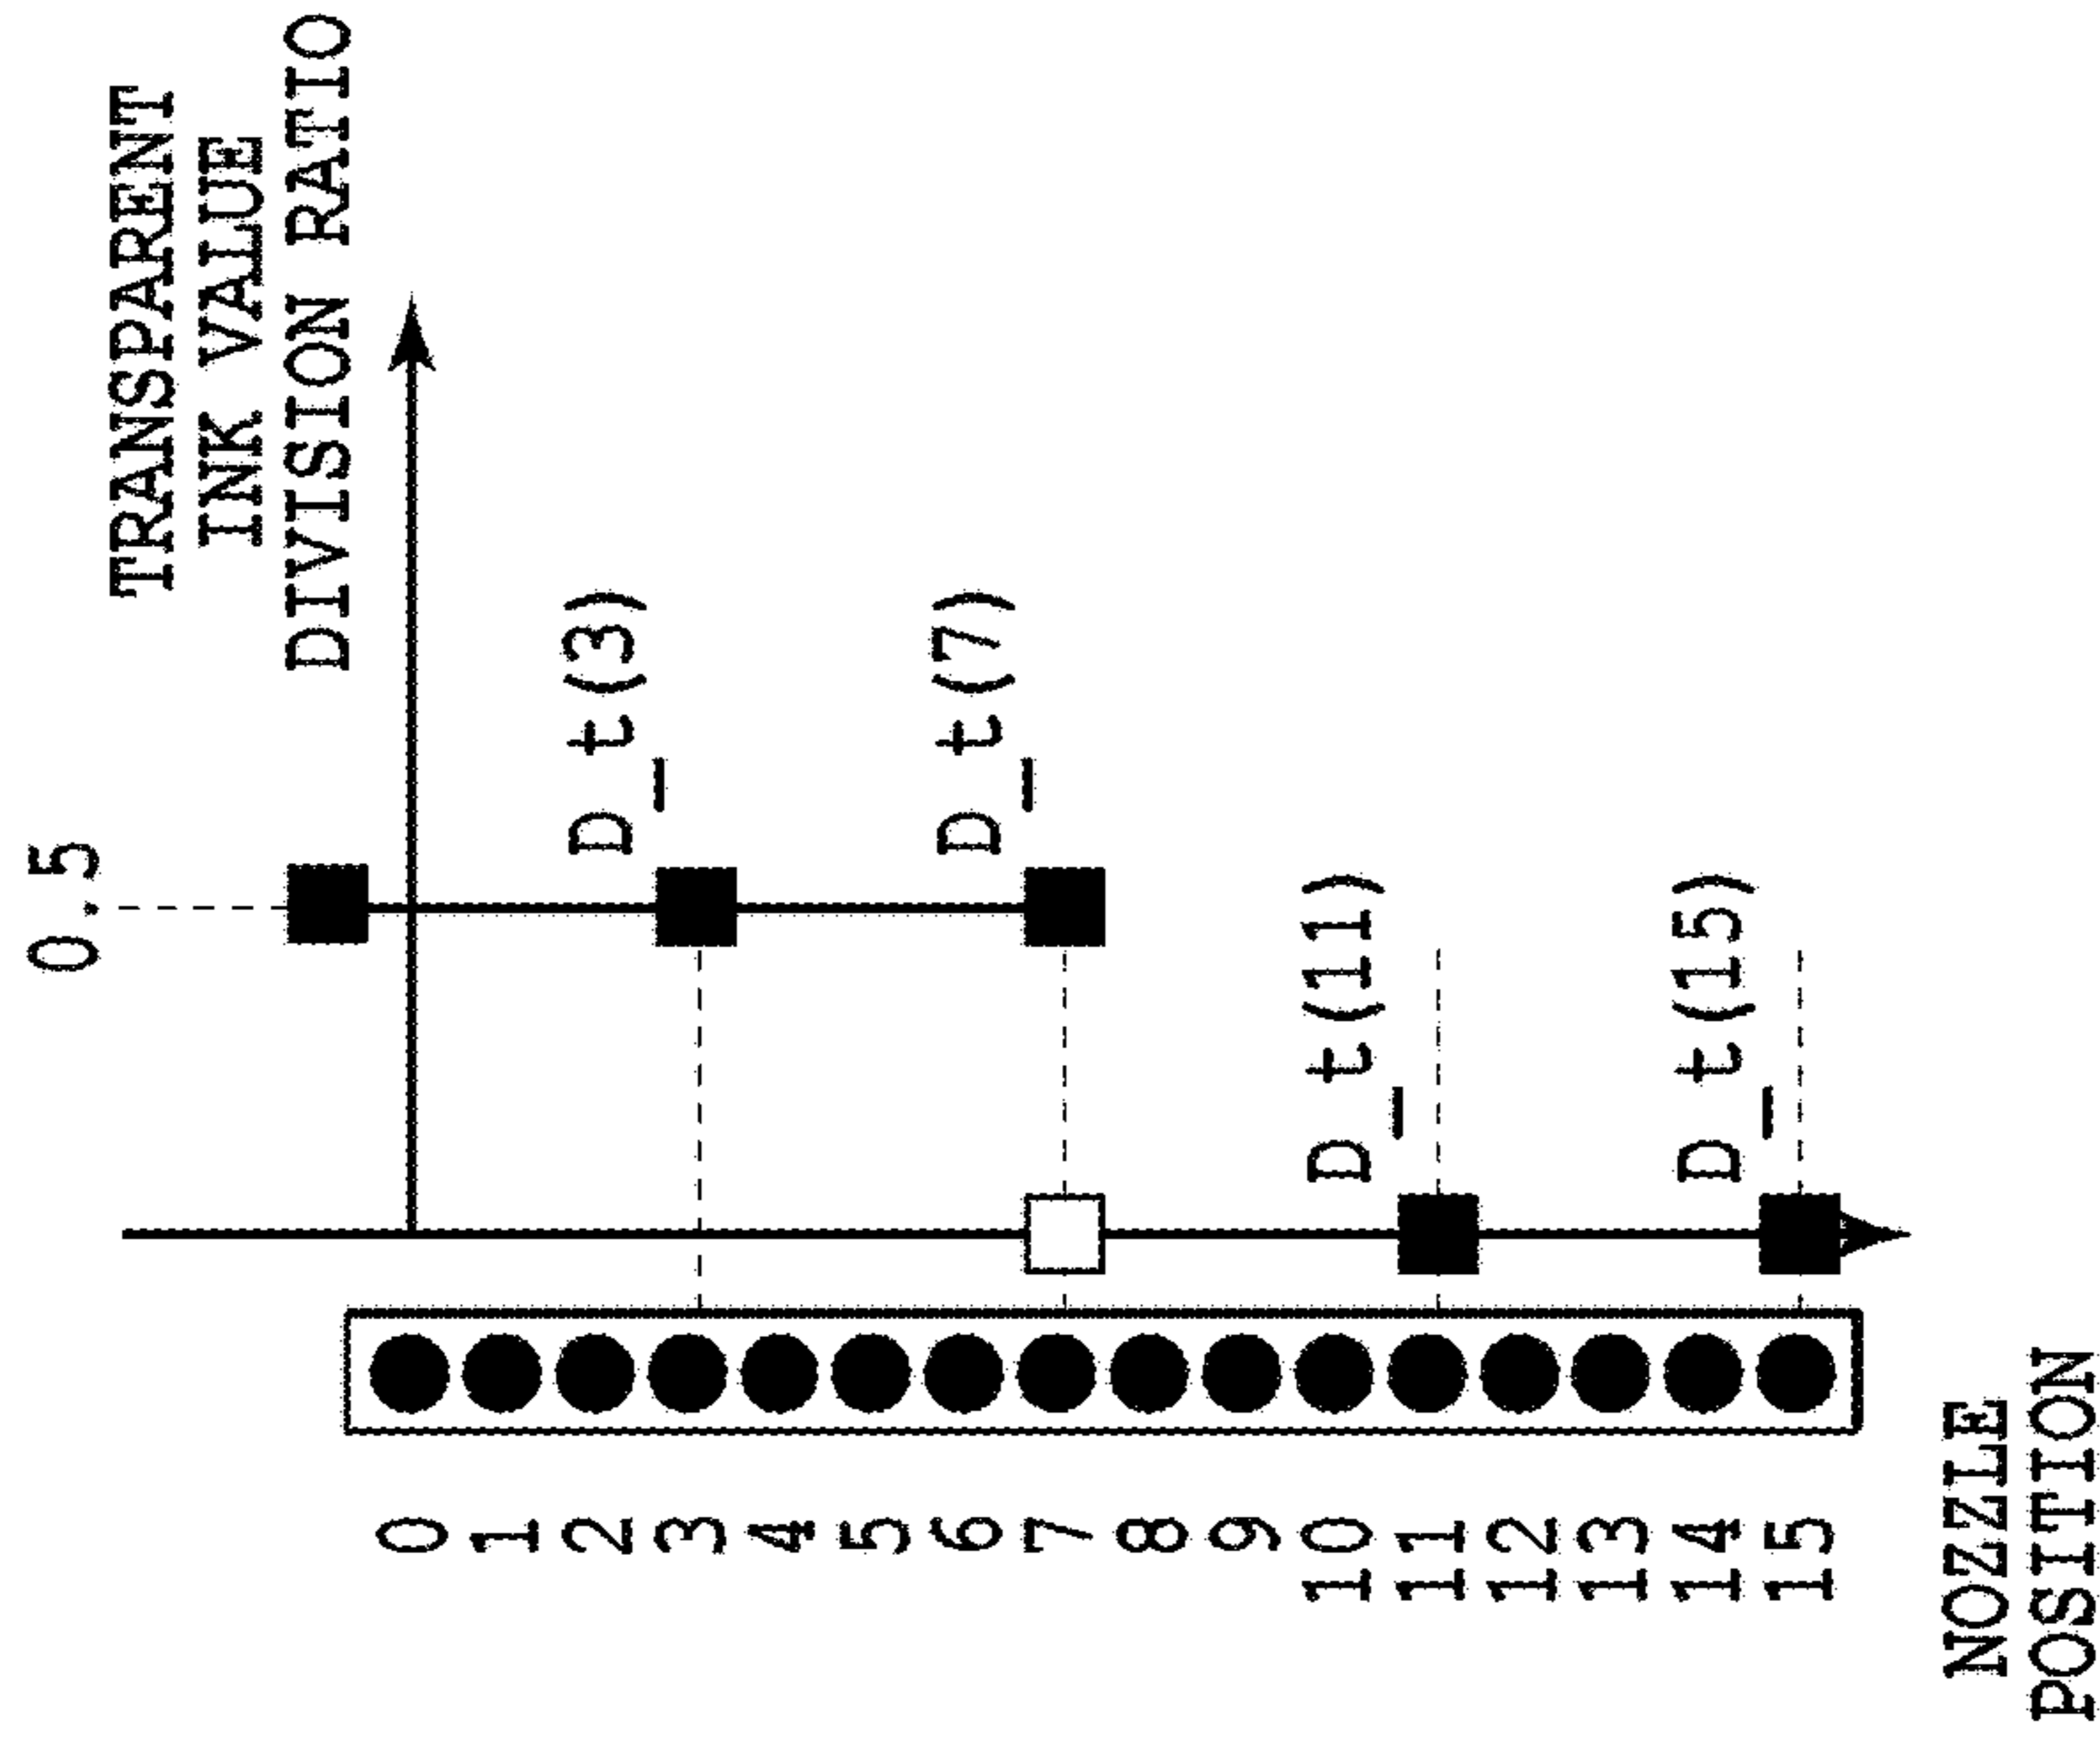 TRANSPARENT
INK VALUE
DIVISION RATIO
0.5
D_t(3)
D_t(7)
D_t(11)
D_t(15)
0
1
2
3
4
5
6
7
8
9
10
11
12
13
14
15
NOZZLE
POSITION